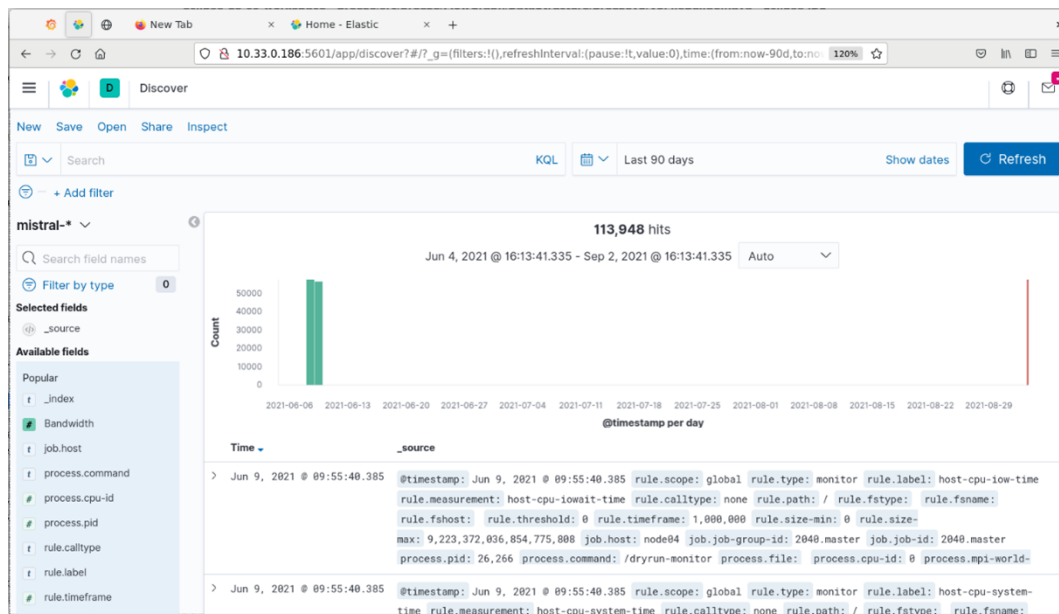 New Tab
Home - Elastic
10.33.0.186:5601/app/discover?#/?_g=(filters:!(),refreshInterval:(pause:!t,value:0),time:(from:now-90d,to:no
120%
D
Discover
New Save Open Share Inspect
Search
KQL
Last 90 days
Show dates
Refresh
+ Add filter
mistral-*
Search field names
Filter by type 0
Selected fields
_source
Available fields
Popular
t _index
# Bandwidth
t job.host
t process.command
# process.cpu-id
# process.pid
t rule.calltype
t rule.label
# rule.timeframe
113,948 hits
Jun 4, 2021 @ 16:13:41.335 - Sep 2, 2021 @ 16:13:41.335 Auto
Count
50000
40000
30000
20000
10000
0
2021-06-06 2021-06-13 2021-06-20 2021-06-27 2021-07-04 2021-07-11 2021-07-18 2021-07-25 2021-08-01 2021-08-08 2021-08-15 2021-08-22 2021-08-29
@timestamp per day
Time _source
Jun 9, 2021 @ 09:55:40.385 @timestamp: Jun 9, 2021 @ 09:55:40.385 rule.scope: global rule.type: monitor rule.label: host-cpu-iow-time
rule.measurement: host-cpu-iowait-time rule.calltype: none rule.path: / rule.fstype: rule.fsname:
rule.fshost: rule.threshold: 0 rule.timeframe: 1,000,000 rule.size-min: 0 rule.size-
max: 9,223,372,036,854,775,808 job.host: node04 job.job-group-id: 2040.master job.job-id: 2040.master
process.pid: 26,266 process.command: /dryrun-monitor process.file: process.cpu-id: 0 process.mpi-world-
Jun 9, 2021 @ 09:55:40.385 @timestamp: Jun 9, 2021 @ 09:55:40.385 rule.scope: global rule.type: monitor rule.label: host-cpu-system-
time rule.measurement: host-cpu-system-time rule.calltype: none rule.path: / rule.fstype: rule.fsname: